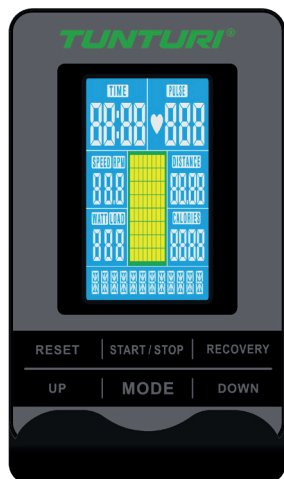 TUNTURI®
TIME PULSE
88:88 888
SPEED RPM DISTANCE
88.8 88.88
WATT LOAD CALORIES
888 8888
RESET START / STOP RECOVERY
UP MODE DOWN